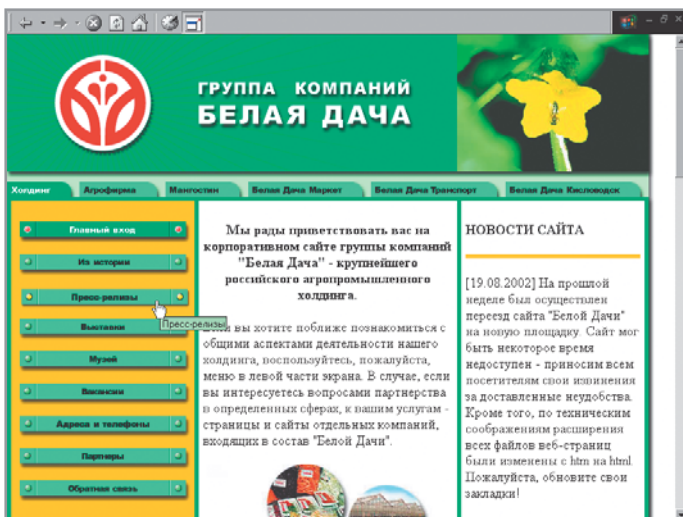 ГРУППА КОМПАНИЙ
БЕЛАЯ ДАЧА
Холдинг Агрофирма Мангостин Белая Дача Маркет Белая Дача Транспорт Белая Дача Кисловодск
Главный вход
Из истории
Пресс-релизы
Пресс-релизы
Выставки
Музей
Вакансии
Адреса и телефоны
Партнеры
Обратная связь
Мы рады приветствовать вас на
корпоративном сайте группы компаний
"Белая Дача" - крупнейшего
российского агропромышленного
холдинга.
вы хотите поближе познакомиться с
общими аспектами деятельности нашего
холдинга, воспользуйтесь, пожалуйста,
меню в левой части экрана. В случае, если
вы интересуетесь вопросами партнерства
в определенных сферах, к вашим услугам -
страницы и сайты отдельных компаний,
входящих в состав "Белой Дачи".
НОВОСТИ САЙТА
[19.08.2002] На прошлой
неделе был осуществлен
переезд сайта "Белой Дачи"
на новую площадку. Сайт мог
быть некоторое время
недоступен - приносим всем
посетителям свои извинения
за доставленные неудобства.
Кроме того, по техническим
соображениям расширения
всех файлов веб-страниц
были изменены с htm на html.
Пожалуйста, обновите свои
закладки!